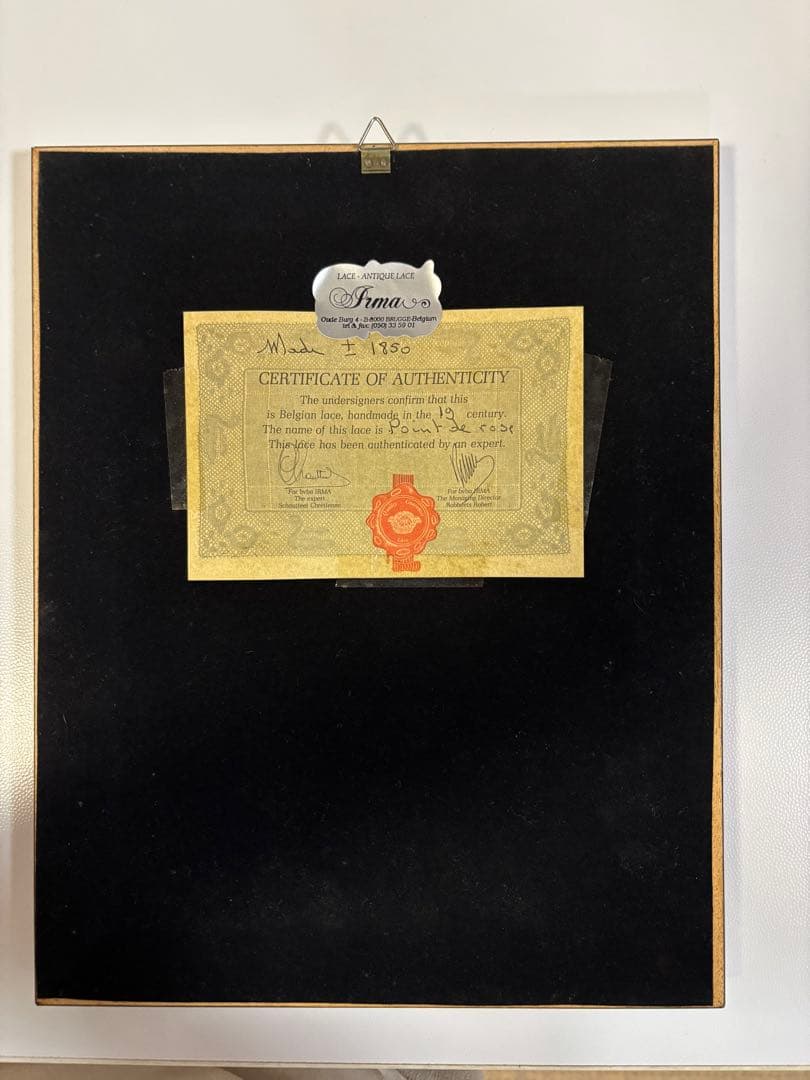 LACE - ANTIQUE LACE
Irma
Oude Burg 4 - B-8000 BRUGGE-Belgium
tel & fax: (050) 33 59 01
Made ± 1850
CERTIFICATE OF AUTHENTICITY
The undersigners confirm that this
is Belgian lace, handmade in the 19 century.
The name of this lace is Point de rose
This lace has been authenticated by an expert.
For bvba IRMA For bvba IRMA
The expert The Managing Director
Schousteel Christienne Robert